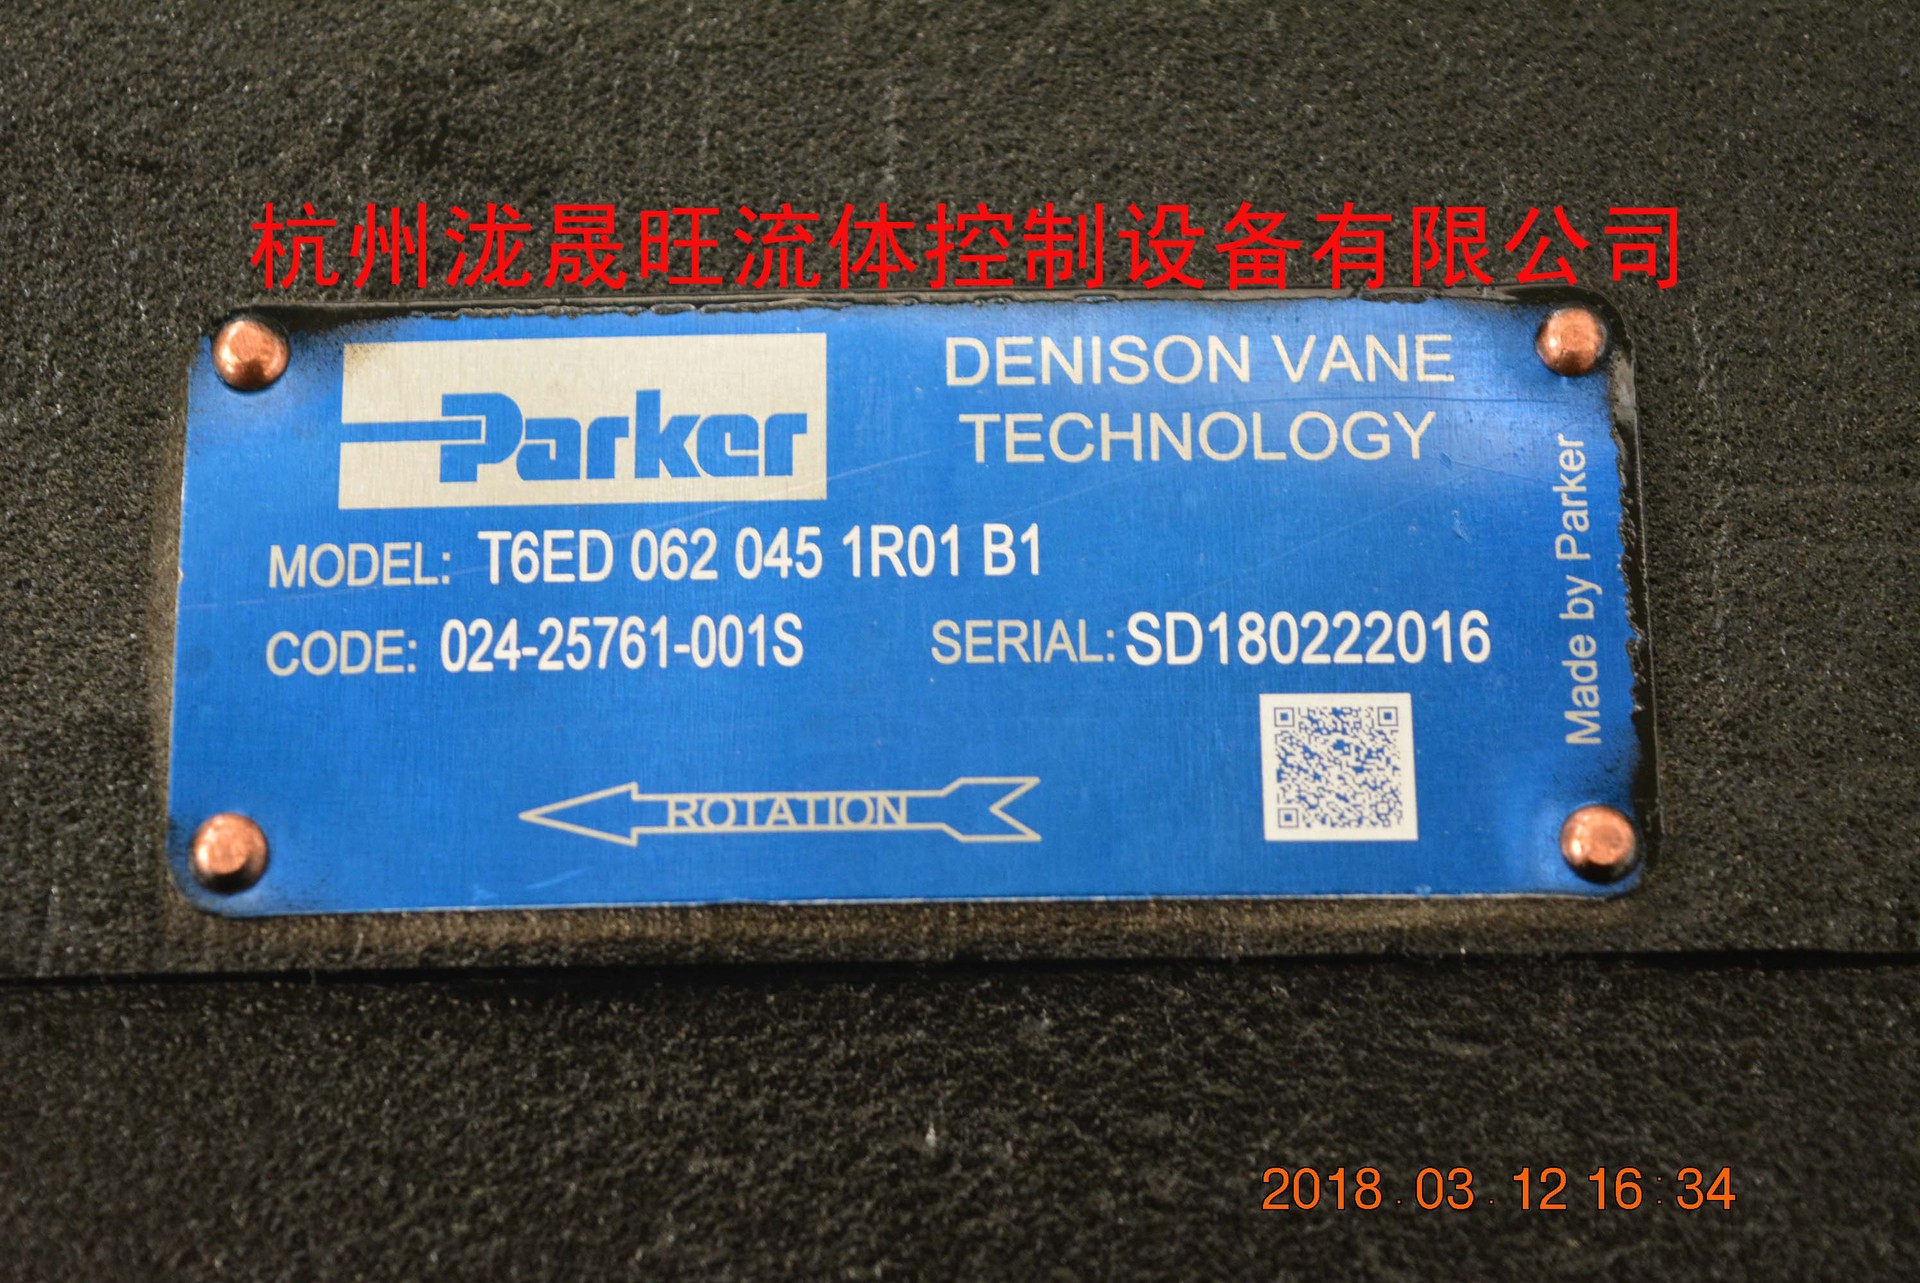 杭州泷晟旺流体控制设备有限公司
Parker
DENISON VANE
TECHNOLOGY
MODEL: T6ED 062 045 1R01 B1
CODE: 024-25761-001S
SERIAL: SD180222016
Made by Parker
ROTATION
2018.03.12 16:34